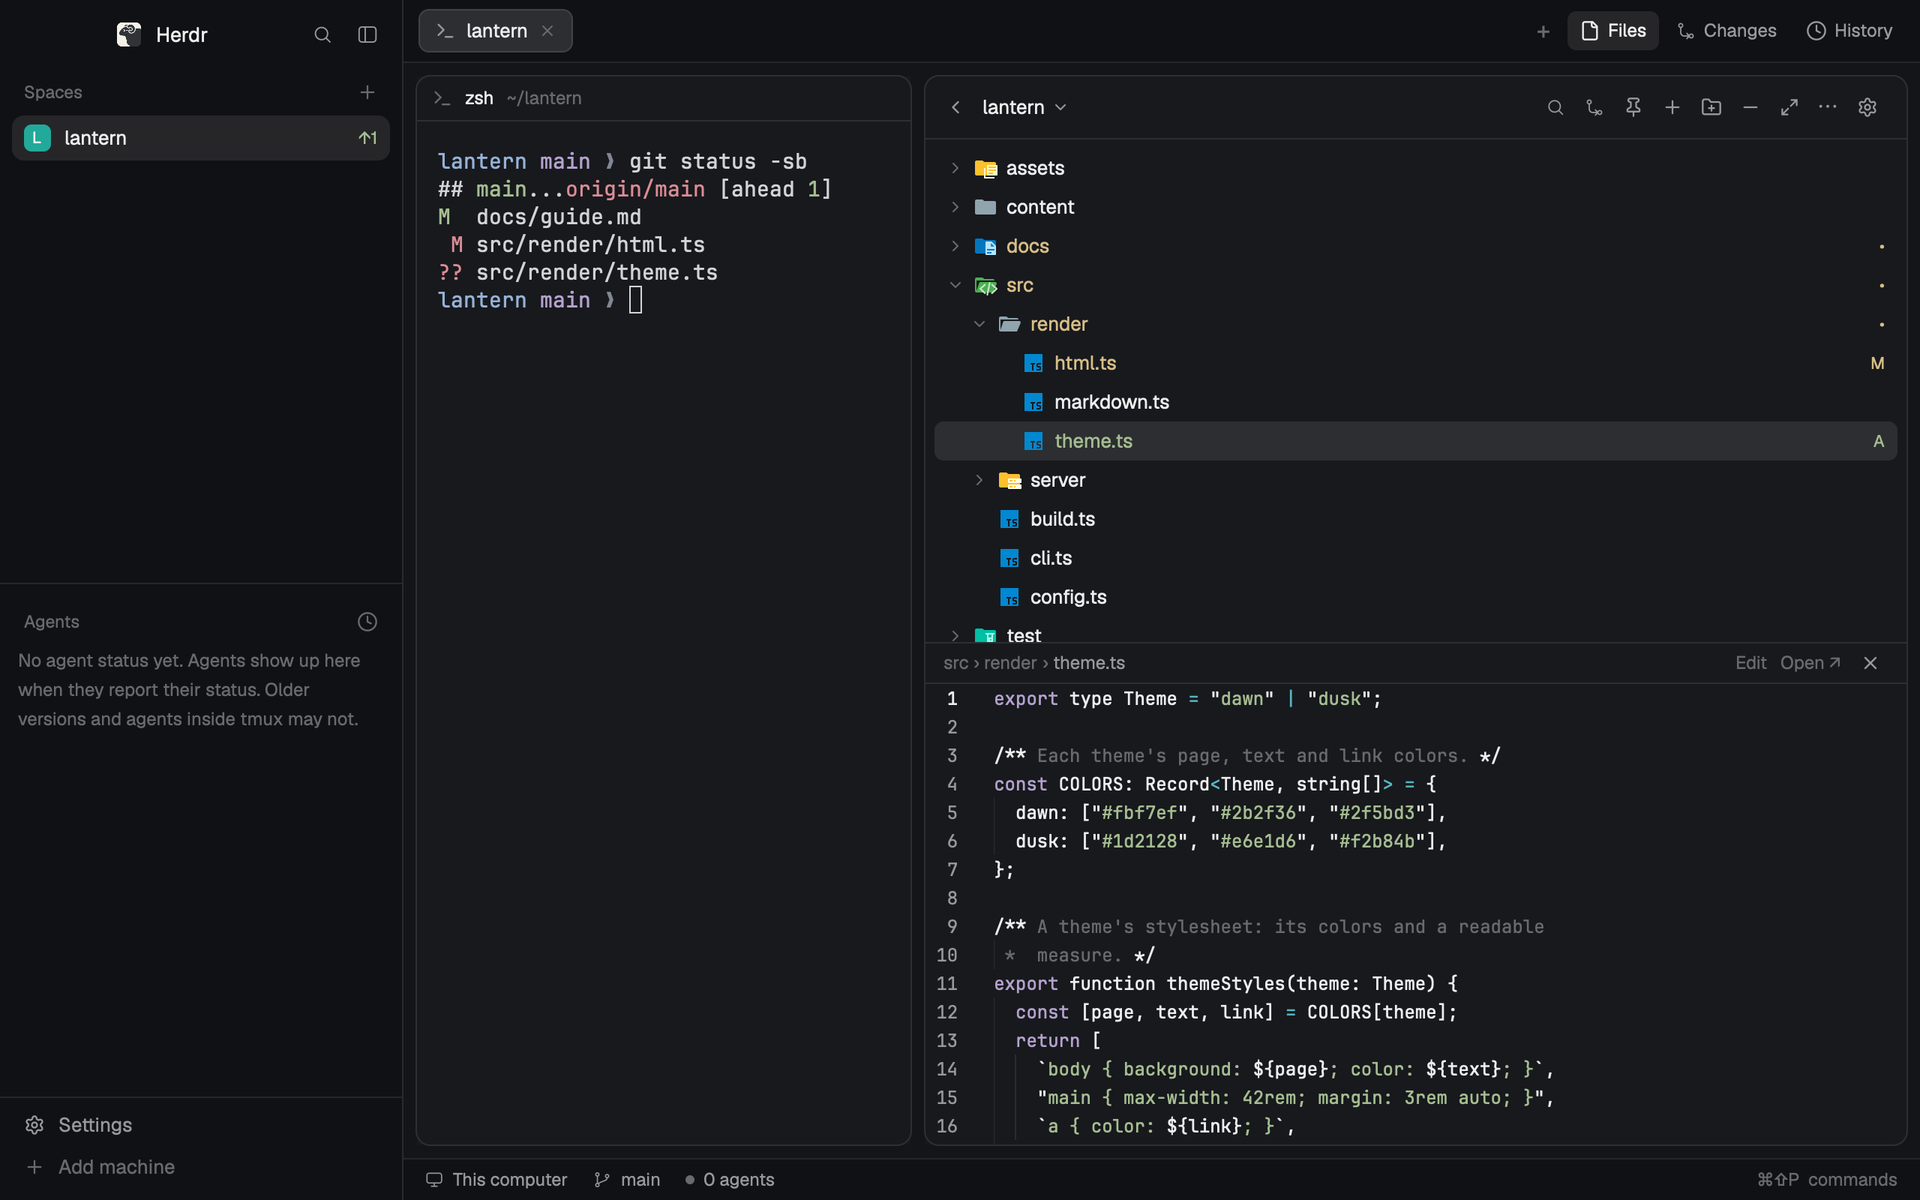 Herdr
Spaces
L lantern ↑1
Agents
No agent status yet. Agents show up here
when they report their status. Older
versions and agents inside tmux may not.
Settings
Add machine
lantern
Files
Changes
History
zsh ~/lantern
lantern main ❯ git status -sb
## main...origin/main [ahead 1]
M  docs/guide.md
 M src/render/html.ts
?? src/render/theme.ts
lantern main ❯
lantern
assets
content
docs
src
render
html.ts M
markdown.ts
theme.ts A
server
build.ts
cli.ts
config.ts
test
src › render › theme.ts
Edit Open ↗
1 export type Theme = "dawn" | "dusk";
2
3 /** Each theme's page, text and link colors. */
4 const COLORS: Record<Theme, string[]> = {
5   dawn: ["#fbf7ef", "#2b2f36", "#2f5bd3"],
6   dusk: ["#1d2128", "#e6e1d6", "#f2b84b"],
7 };
8
9 /** A theme's stylesheet: its colors and a readable
10  *  measure. */
11 export function themeStyles(theme: Theme) {
12   const [page, text, link] = COLORS[theme];
13   return [
14     `body { background: ${page}; color: ${text}; }`,
15     "main { max-width: 42rem; margin: 3rem auto; }",
16     `a { color: ${link}; }`,
This computer
main
0 agents
⌘⇧P commands